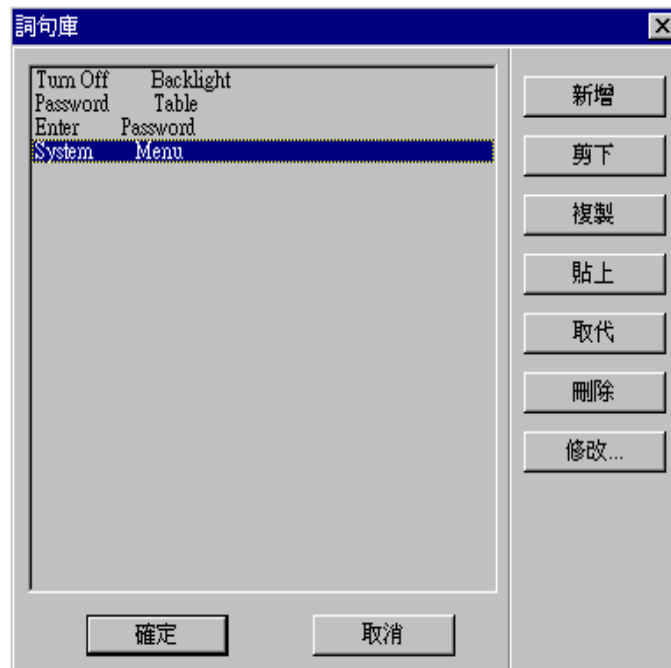 詞句庫
Turn Off Backlight
Password Table
Enter Password
System Menu
新增
剪下
複製
貼上
取代
刪除
修改...
確定 取消